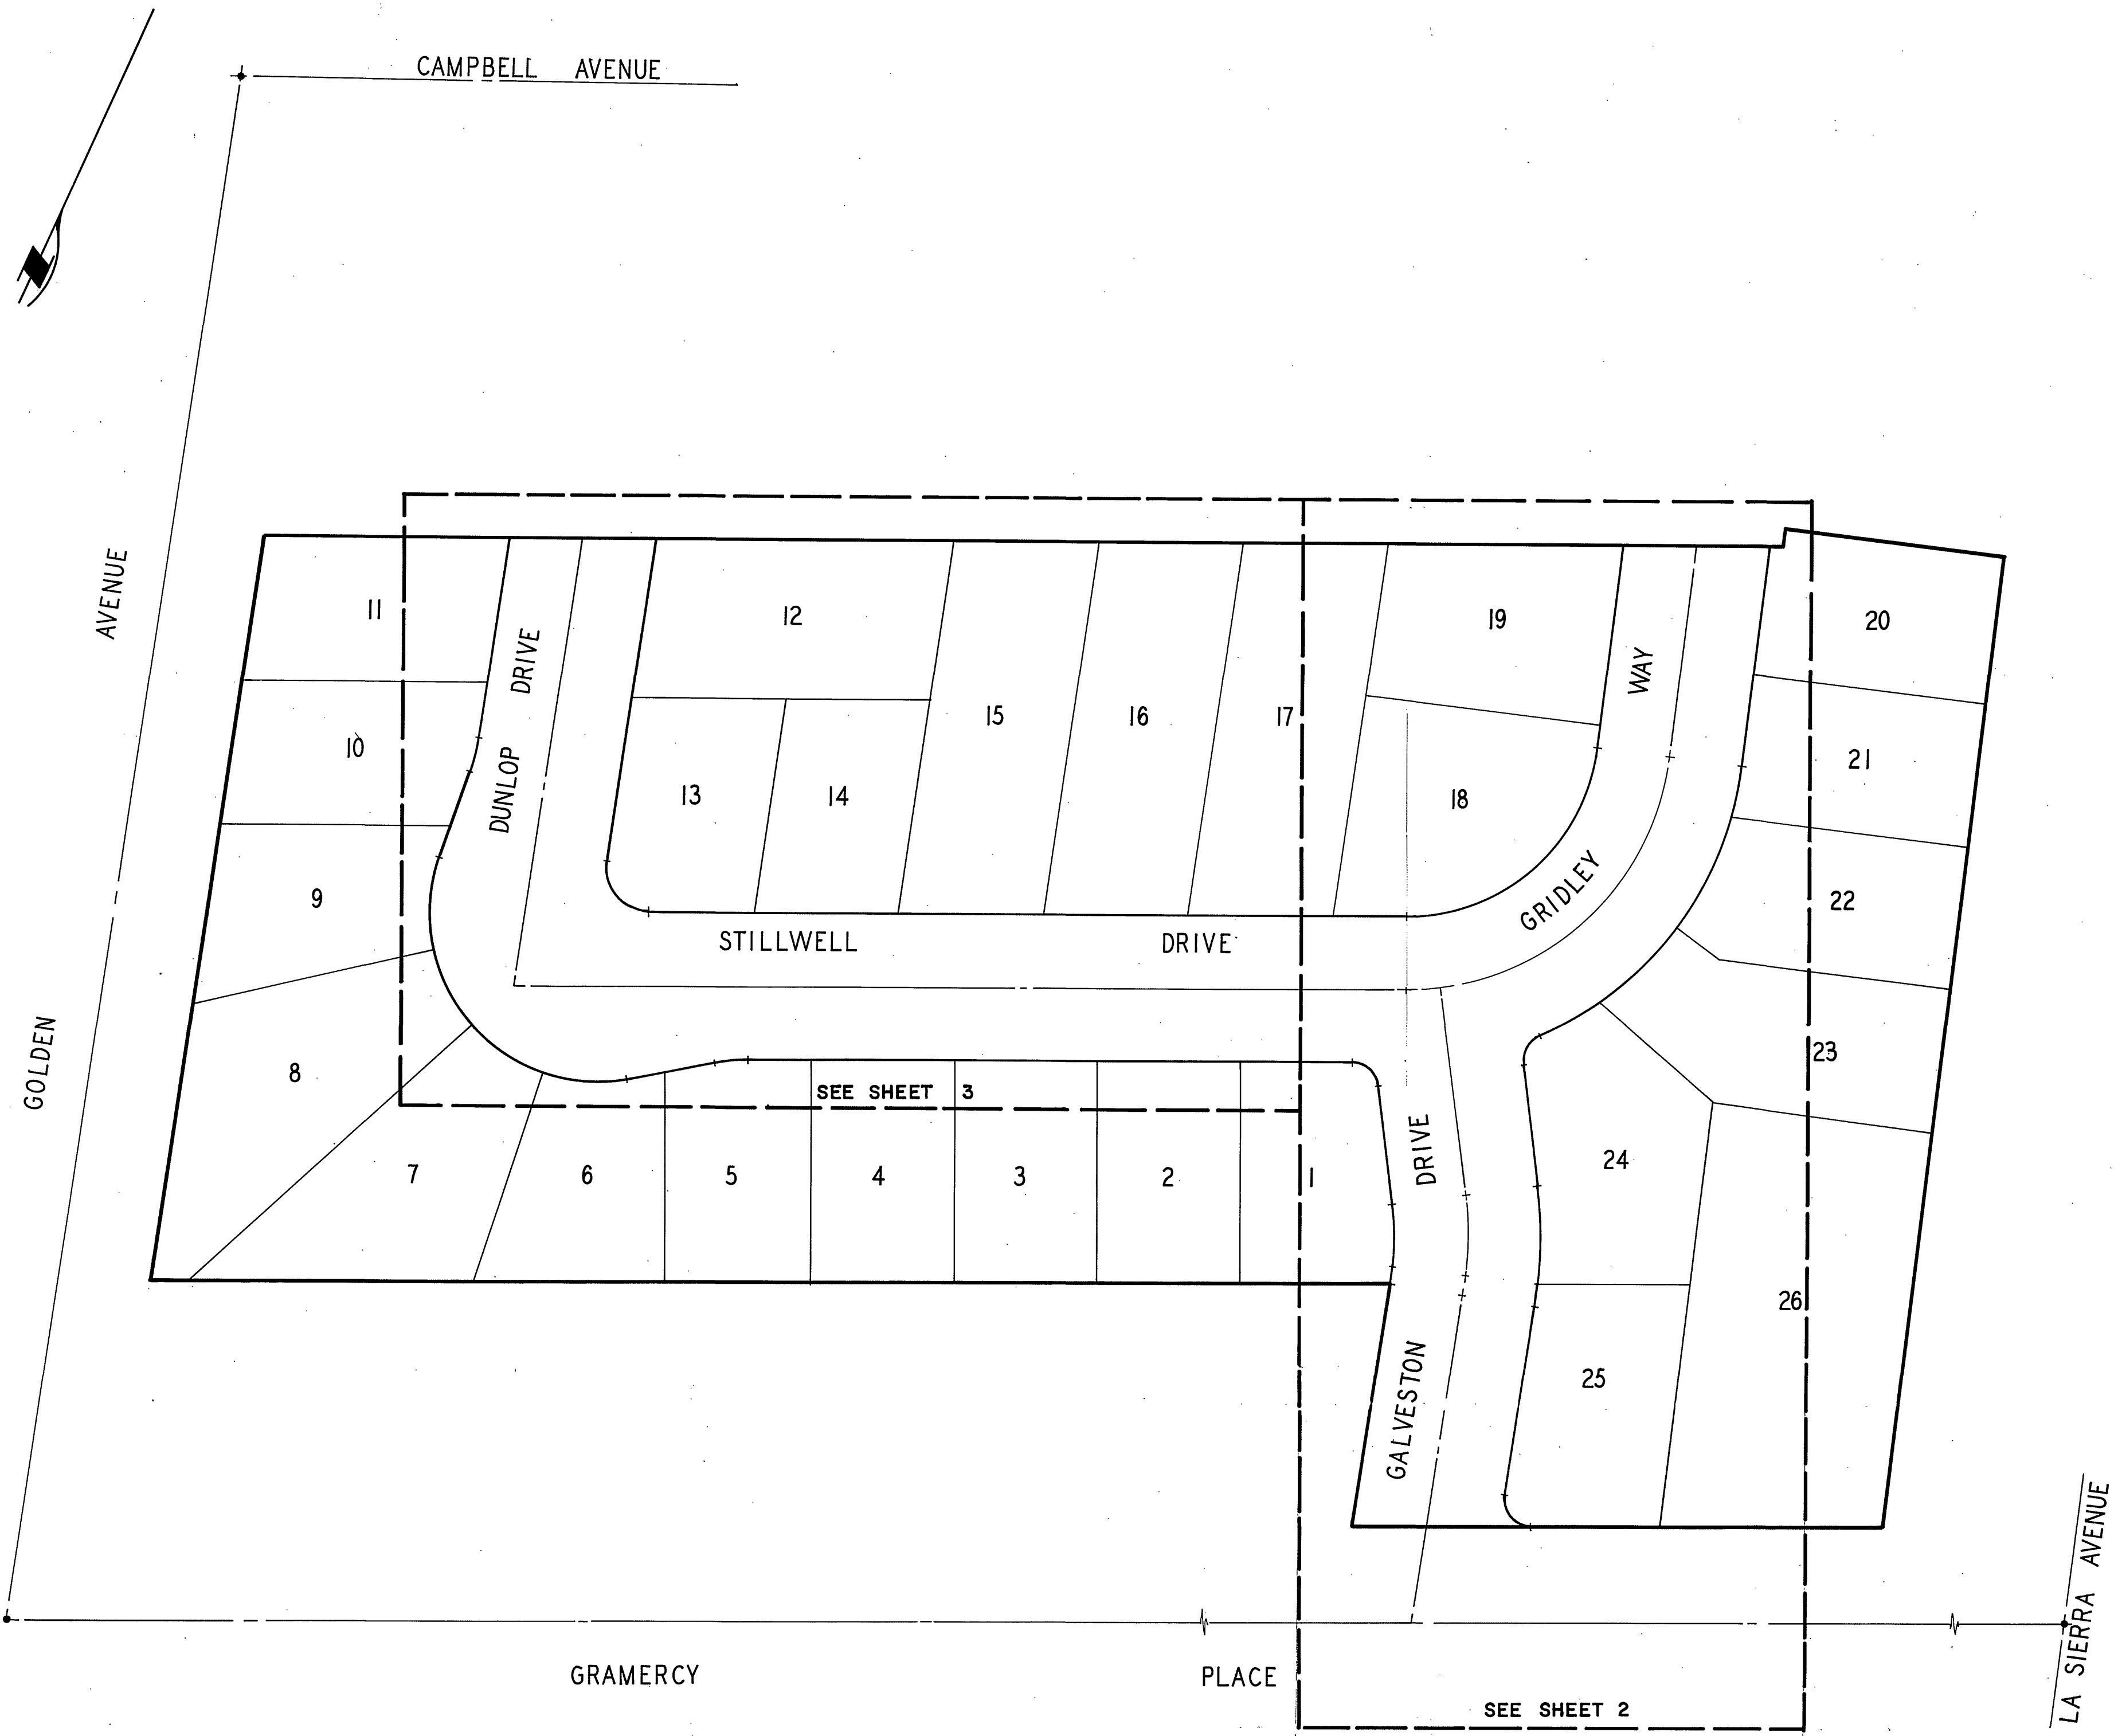 CAMPBELL AVENUE
GOLDEN AVENUE
11
12
19
20
DUNLOP DRIVE
WAY
10
15
16
17
21
13
14
18
9
GRIDLEY
22
STILLWELL DRIVE
8
SEE SHEET 3
23
7
6
5
4
3
2
1
DRIVE
24
26
GALVESTON
25
LA SIERRA AVENUE
GRAMERCY PLACE
SEE SHEET 2